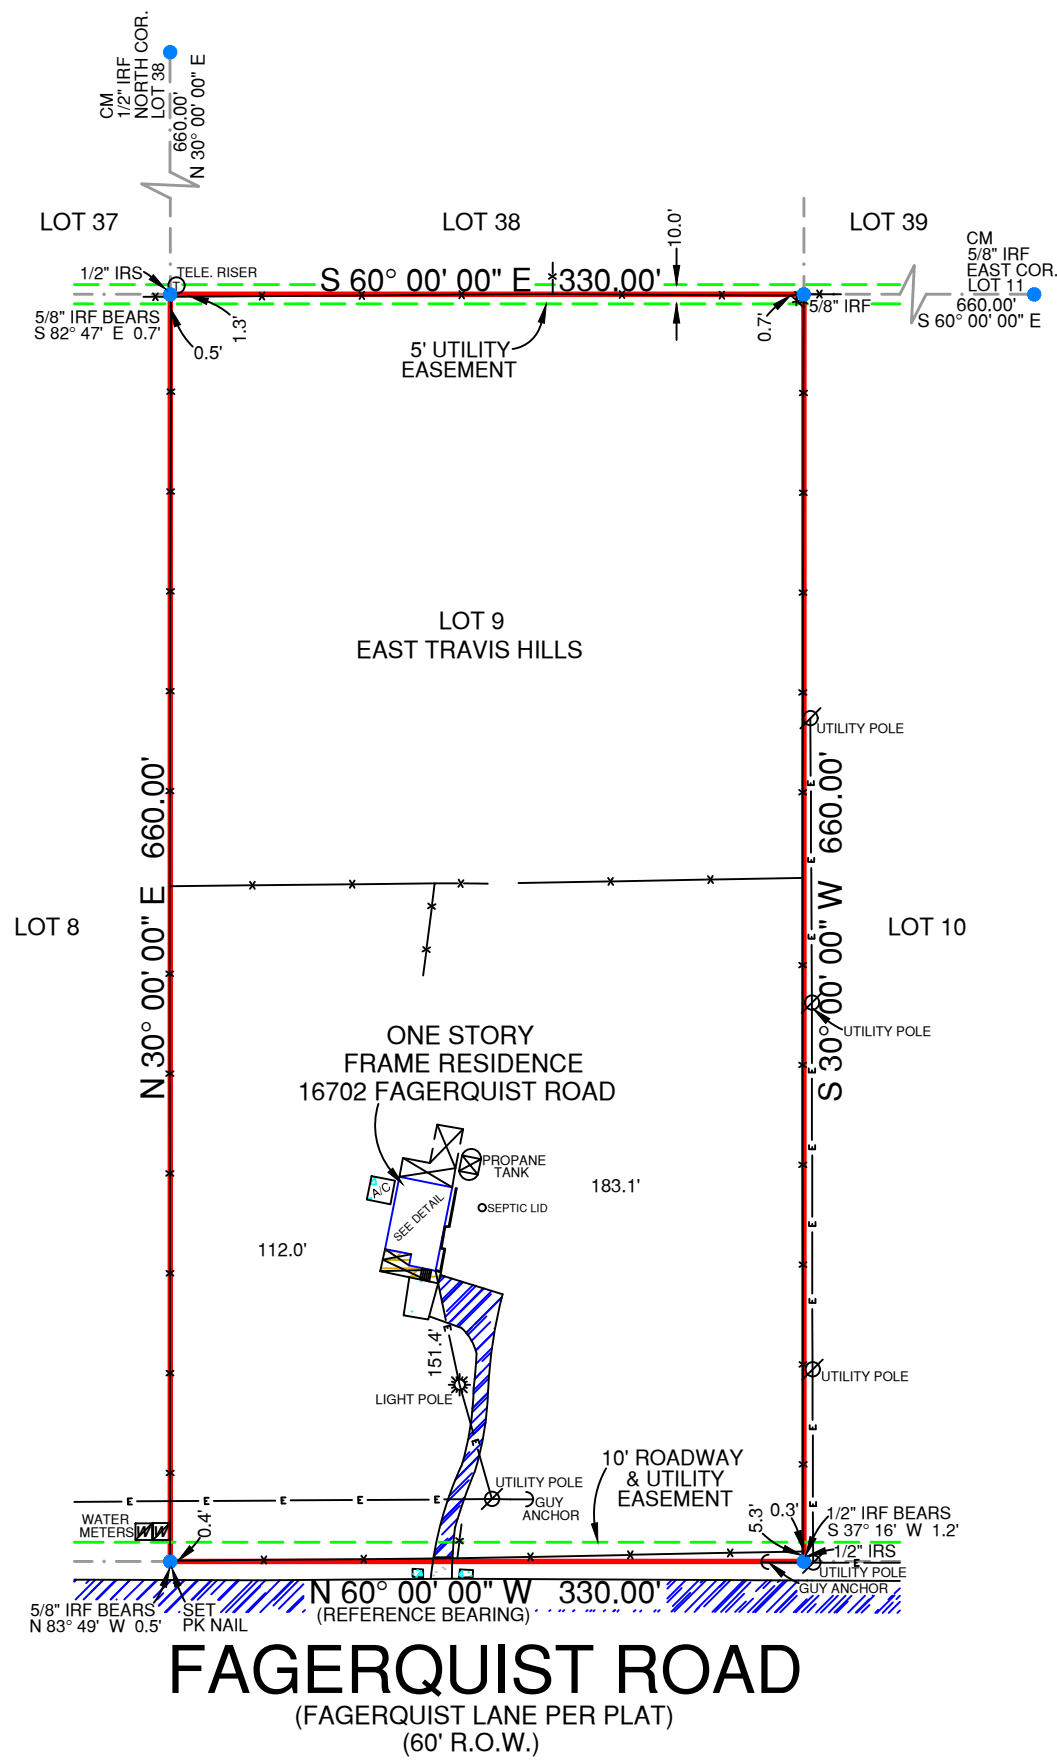 CM
1/2" IRF
NORTH COR.
LOT 38
660.00'
N 30° 00' 00" E
LOT 37
LOT 38
LOT 39
10.0'
CM
5/8" IRF
EAST COR.
LOT 11
660.00'
S 60° 00' 00" E
1/2" IRS
TELE. RISER
T
S 60° 00' 00" E 330.00'
5/8" IRF
5/8" IRF BEARS
S 82° 47' E 0.7'
0.5'
1.3'
0.7'
5' UTILITY
EASEMENT
LOT 9
EAST TRAVIS HILLS
UTILITY POLE
N 30° 00' 00" E 660.00'
S 30° 00' 00" W 660.00'
LOT 8
LOT 10
UTILITY POLE
ONE STORY
FRAME RESIDENCE
16702 FAGERQUIST ROAD
PROPANE
TANK
A/C
SEE DETAIL
SEPTIC LID
183.1'
112.0'
151.4'
LIGHT POLE
UTILITY POLE
10' ROADWAY
& UTILITY
EASEMENT
UTILITY POLE
GUY
ANCHOR
WATER
METERS
W W
0.4'
5.3'
0.3'
1/2" IRF BEARS
S 37° 16' W 1.2'
1/2" IRS
UTILITY POLE
GUY ANCHOR
5/8" IRF BEARS
N 83° 49' W 0.5'
SET
PK NAIL
N 60° 00' 00" W 330.00'
(REFERENCE BEARING)
FAGERQUIST ROAD
(FAGERQUIST LANE PER PLAT)
(60' R.O.W.)